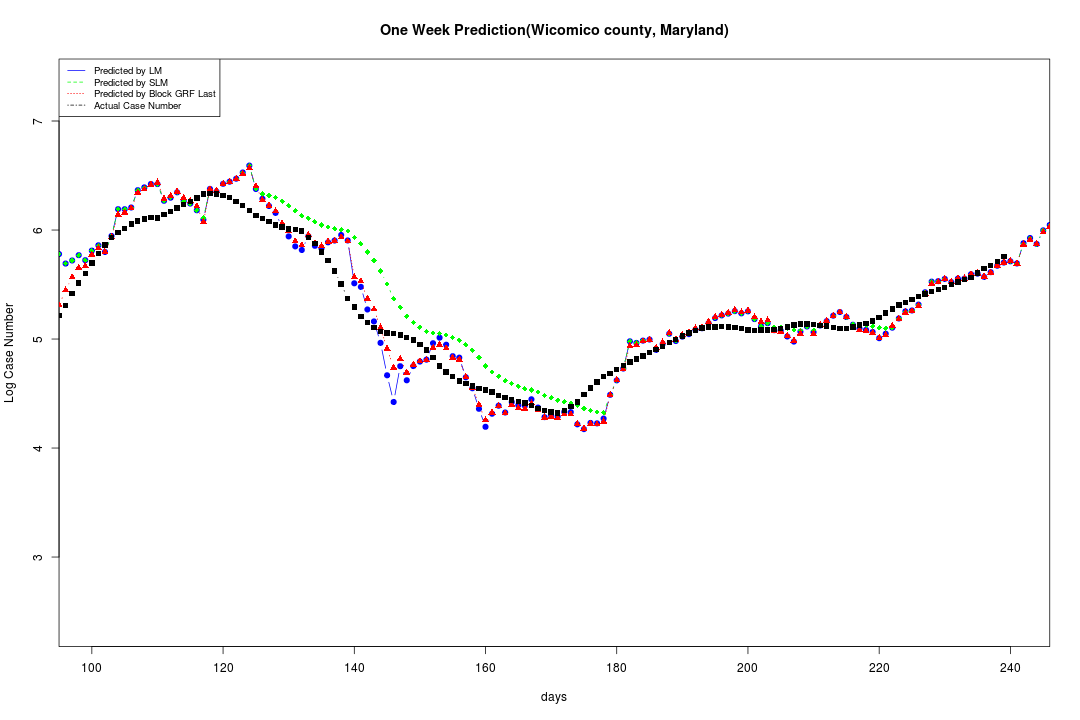 One Week Prediction(Wicomico county, Maryland)
Predicted by LM
Predicted by SLM
Predicted by Block GRF Last
Actual Case Number
7
6
5
4
3
Log Case Number
100 120 140 160 180 200 220 240
days